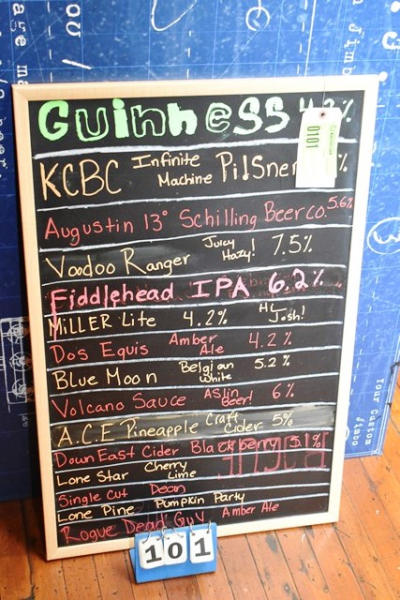 Guinness 4.2%
KCBC Infinite Machine Pilsner %
Augustin 13° Schilling Beer Co. 5.6%
Voodoo Ranger Juicy Hazy! 7.5%
Fiddlehead IPA 6.2%
MiLLER Lite 4.2% Hi Josh!
Dos Equis Amber Ale 4.2%
Blue Moon Belgian White 5.2%
Volcano Sauce Aslin Beer! 6%
A.C.E Pineapple Craft Cider 5%
Down East Cider Blackberry 5.1%
Lone Star Cherry Lime
Single Cut Dean
Lone Pine Pumpkin Party
Rogue Dead Guy Amber Ale
0101
101